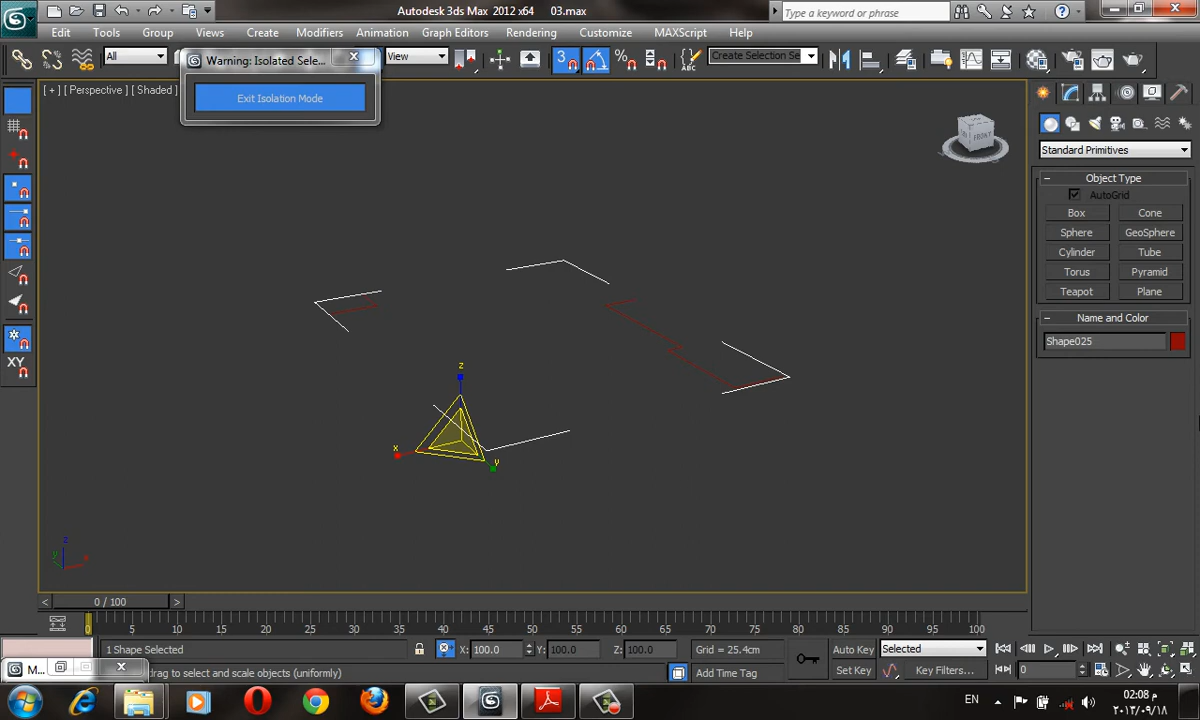 Autodesk 3ds Max 2012 x64 03.max
Type a keyword or phrase
Edit Tools Group Views Create Modifiers Animation Graph Editors Rendering Customize MAXScript Help
All
View
3
Create Selection Se
Warning: Isolated Sele...
Exit Isolation Mode
[ + ] [ Perspective ] [ Shaded
FRONT
Standard Primitives
Object Type
AutoGrid
Box Cone
Sphere GeoSphere
Cylinder Tube
Torus Pyramid
Teapot Plane
Name and Color
Shape025
XY
z
x
y
z
x
0 / 100
0 5 10 15 20 25 30 35 40 45 50 55 60 65 70 75 80 85 90 95 100
1 Shape Selected
X: 100.0 Y: 100.0 Z: 100.0
Grid = 25.4cm
Auto Key Selected
M...
drag to select and scale objects (uniformly)
Add Time Tag
Set Key Key Filters...
0
EN
02:08 م
٢٠١٣/٠٩/١٨